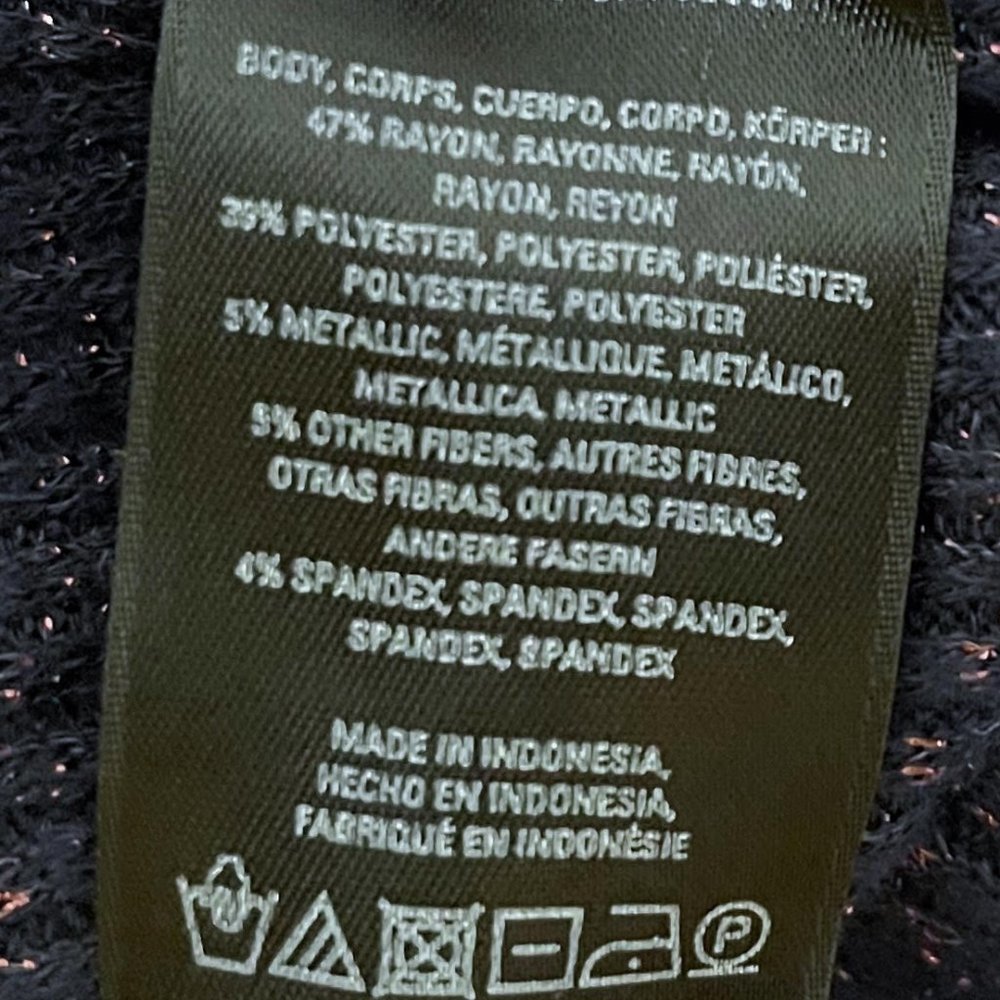 BODY, CORPS, CUERPO, CORPO, KÖRPER :
47% RAYON, RAYONNE, RAYÓN,
RAYON, REYON
POLYESTER, POLYESTER, POLIÉSTER,
POLYESTERE, POLYESTER
5% METALLIC, MÉTALLIQUE, METÁLICO,
METALLICA, METALLIC
OTHER FIBERS, AUTRES FIBRES,
OTRAS FIBRAS, OUTRAS FIBRAS,
ANDERE FASERN
4% SPANDEX, SPANDEX, SPANDEX,
SPANDEX, SPANDEX
MADE IN INDONESIA,
HECHO EN INDONESIA,
FABRIQUÉ EN INDONÉSIE
P